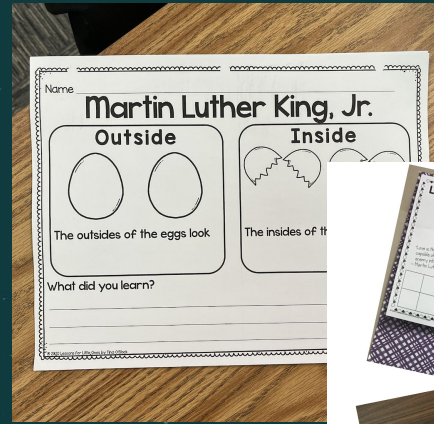 Name
Martin Luther King, Jr.
Outside
Inside
The outsides of the eggs look
The insides of
What did you learn?